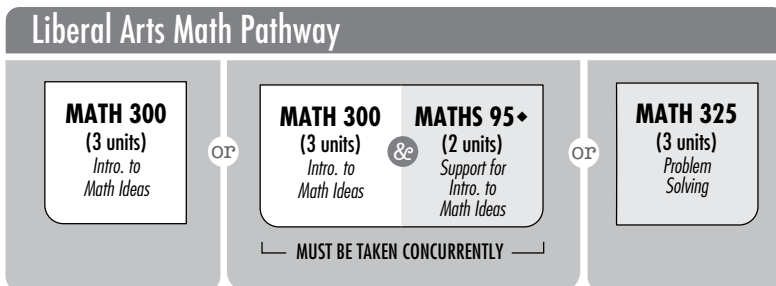 Liberal Arts Math Pathway
MATH 300
(3 units)
Intro. to
Math Ideas
or
MATH 300
(3 units)
Intro. to
Math Ideas
&
MATHS 95◆
(2 units)
Support for
Intro. to
Math Ideas
MUST BE TAKEN CONCURRENTLY
or
MATH 325
(3 units)
Problem
Solving